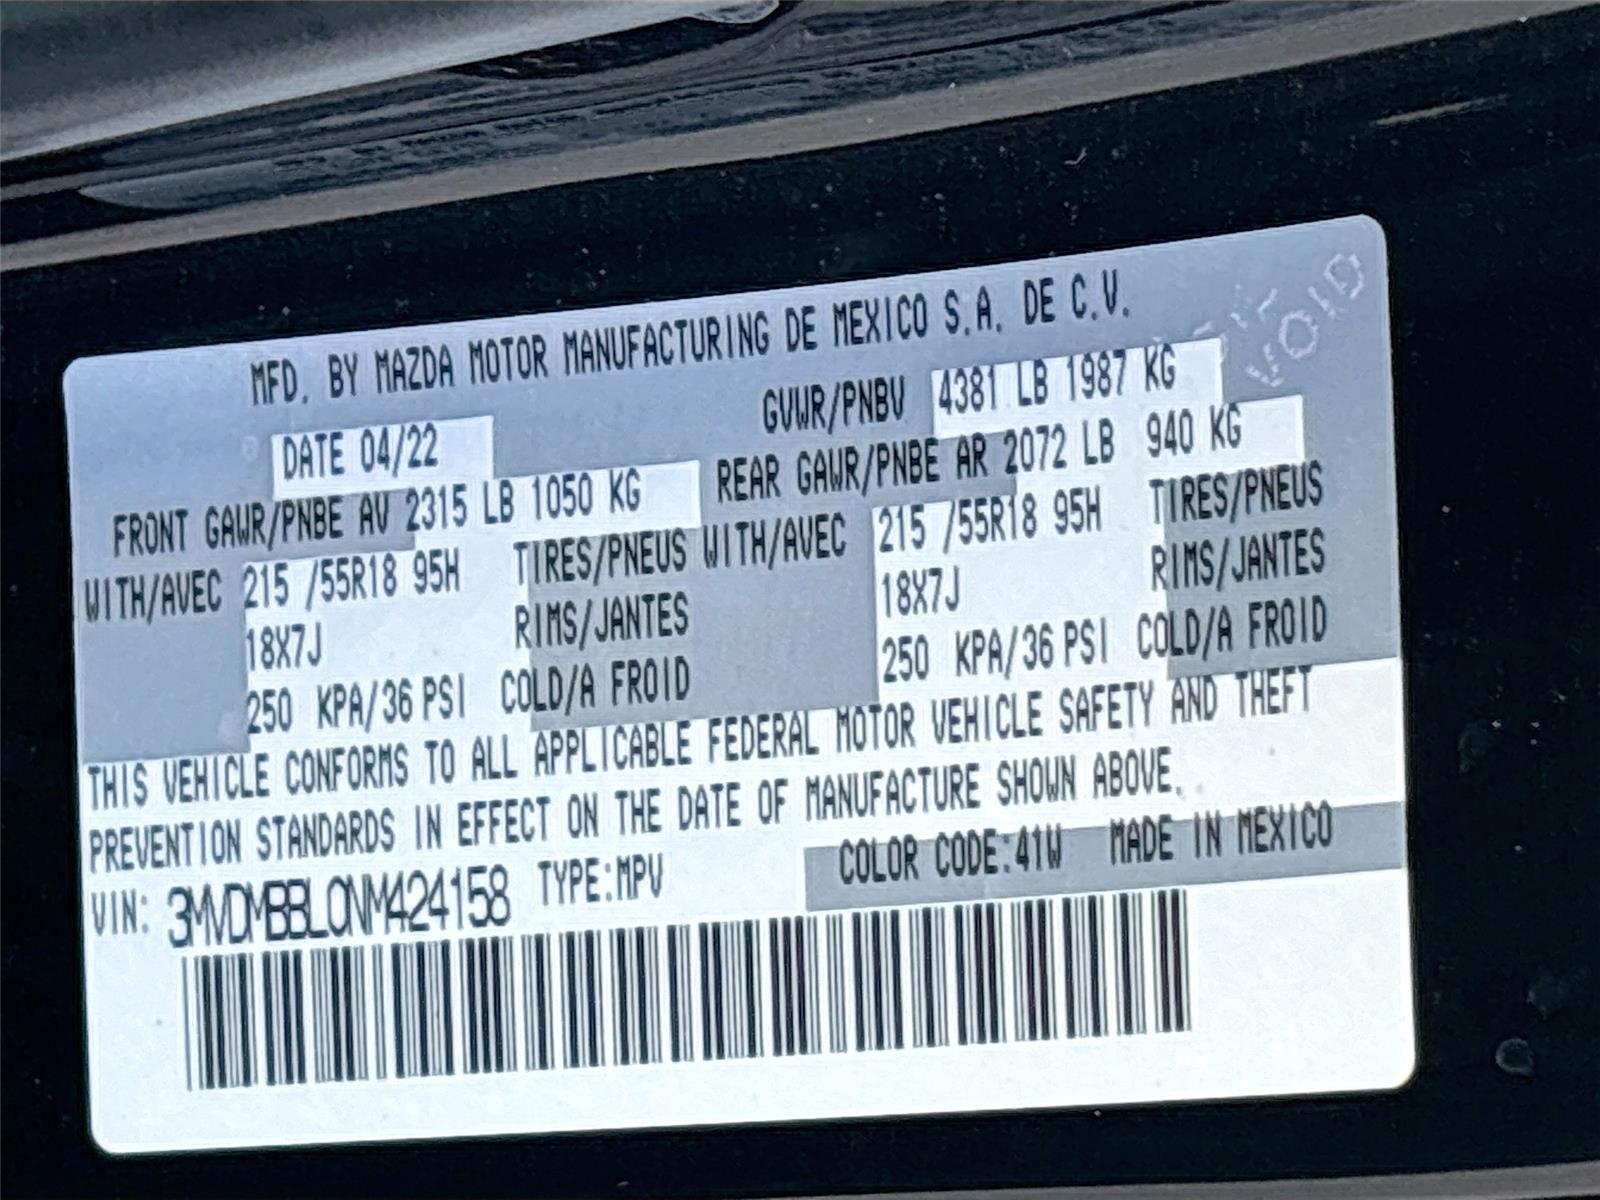 VOID
MFD. BY MAZDA MOTOR MANUFACTURING DE MEXICO S.A. DE C.V.
DATE 04/22 GVWR/PNBV 4381 LB 1987 KG
FRONT GAWR/PNBE AV 2315 LB 1050 KG REAR GAWR/PNBE AR 2072 LB 940 KG
WITH/AVEC 215 /55R18 95H TIRES/PNEUS WITH/AVEC 215 /55R18 95H TIRES/PNEUS
18X7J RIMS/JANTES 18X7J RIMS/JANTES
250 KPA/36 PSI COLD/A FROID 250 KPA/36 PSI COLD/A FROID
THIS VEHICLE CONFORMS TO ALL APPLICABLE FEDERAL MOTOR VEHICLE SAFETY AND THEFT
PREVENTION STANDARDS IN EFFECT ON THE DATE OF MANUFACTURE SHOWN ABOVE.
VIN: 3MVDMBBL0NM424158 TYPE:MPV COLOR CODE:41W MADE IN MEXICO